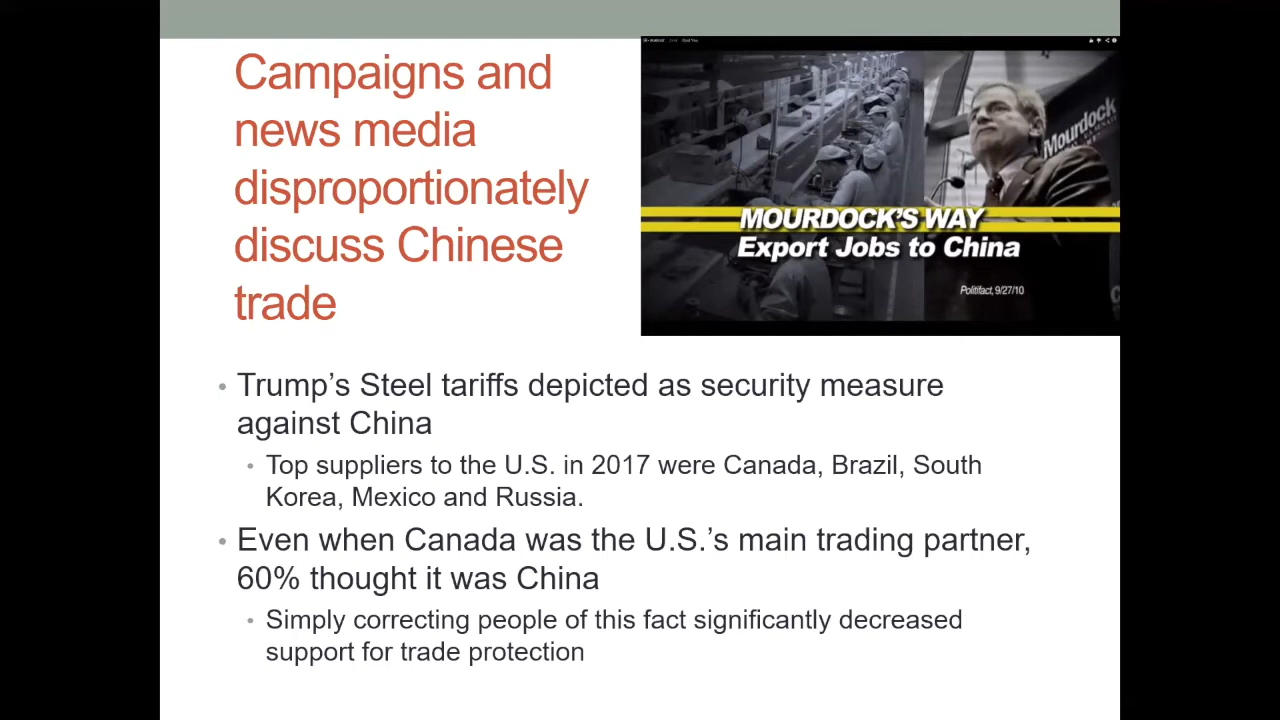 Campaigns and
news media
disproportionately
discuss Chinese
trade
Mourdock
MOURDOCK'S WAY
Export Jobs to China
Politifact, 9/27/10
• Trump’s Steel tariffs depicted as security measure
against China
• Top suppliers to the U.S. in 2017 were Canada, Brazil, South
Korea, Mexico and Russia.
• Even when Canada was the U.S.’s main trading partner,
60% thought it was China
• Simply correcting people of this fact significantly decreased
support for trade protection